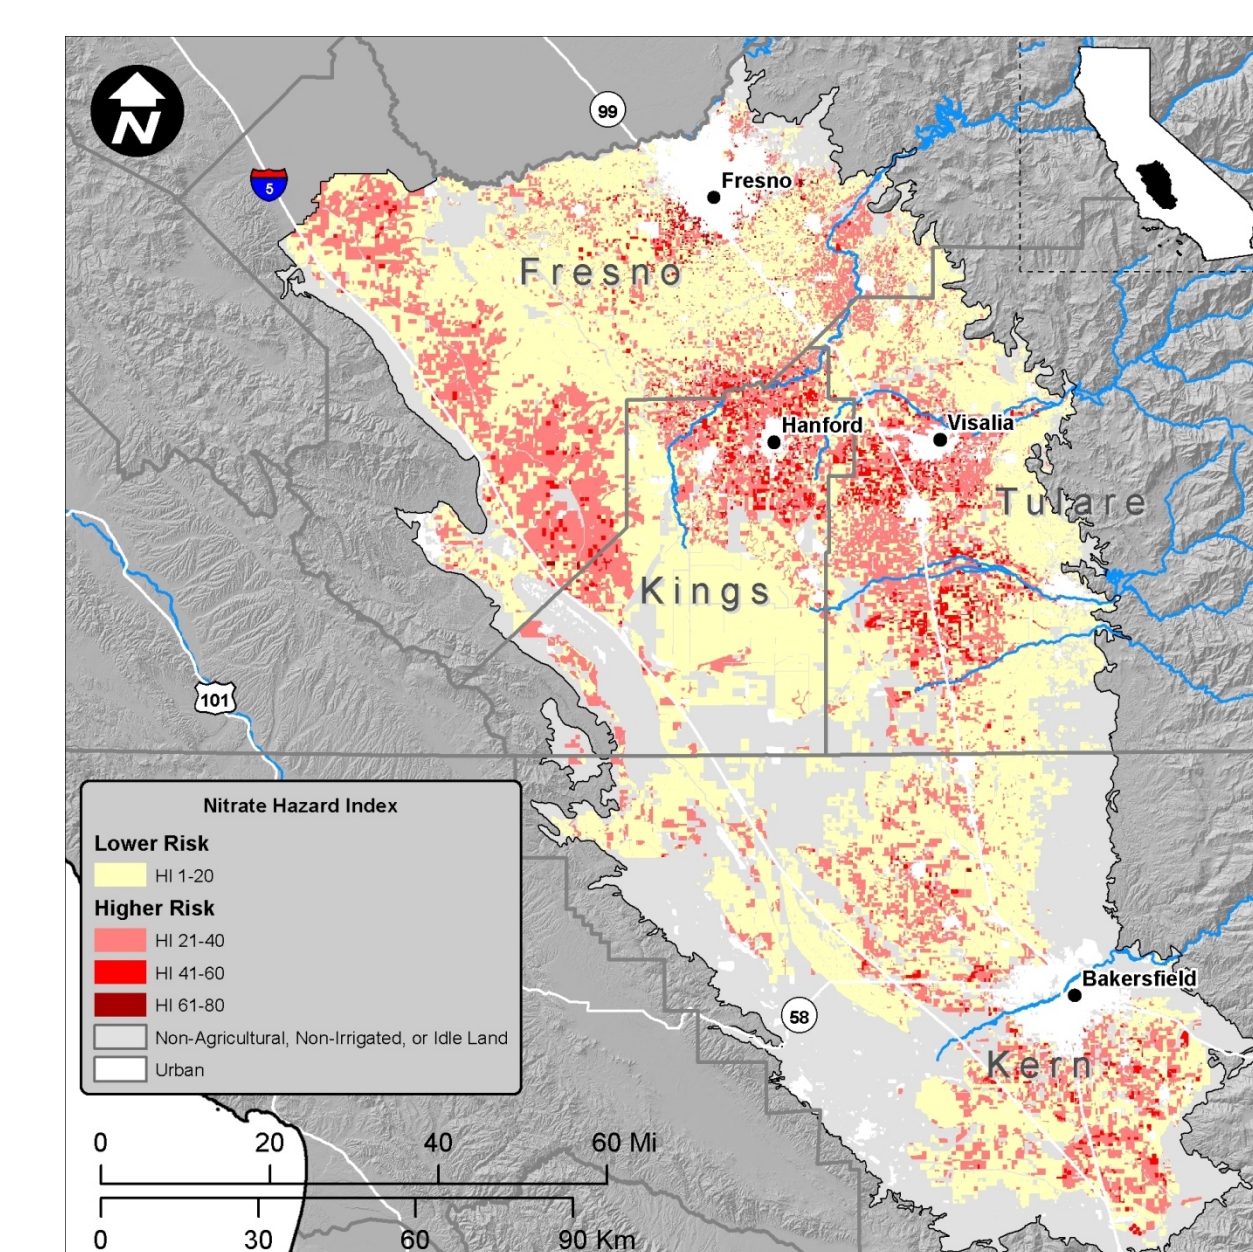 N
99
5
Fresno
Fresno
Hanford
Visalia
Tulare
Kings
101
Nitrate Hazard Index
Lower Risk
HI 1-20
Higher Risk
HI 21-40
HI 41-60
HI 61-80
Non-Agricultural, Non-Irrigated, or Idle Land
Urban
Bakersfield
58
Kern
0 20 40 60 Mi
0 30 60 90 Km